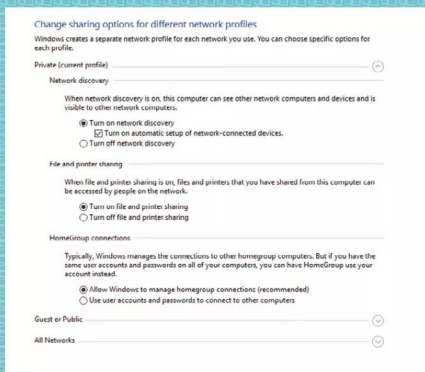 Change sharing options for different network profiles
Windows creates a separate network profile for each network you use. You can choose specific options for
each profile.
Private (current profile)
Network discovery
When network discovery is on, this computer can see other network computers and devices and is
visible to other network computers.
Turn on network discovery
Turn on automatic setup of network-connected devices.
Turn off network discovery
File and printer sharing
When file and printer sharing is on, files and printers that you have shared from this computer can
be accessed by people on the network.
Turn on file and printer sharing
Turn off file and printer sharing
HomeGroup connections
Typically, Windows manages the connections to other homegroup computers. But if you have the
same user accounts and passwords on all of your computers, you can have HomeGroup use your
account instead.
Allow Windows to manage homegroup connections (recommended)
Use user accounts and passwords to connect to other computers
Guest or Public
All Networks